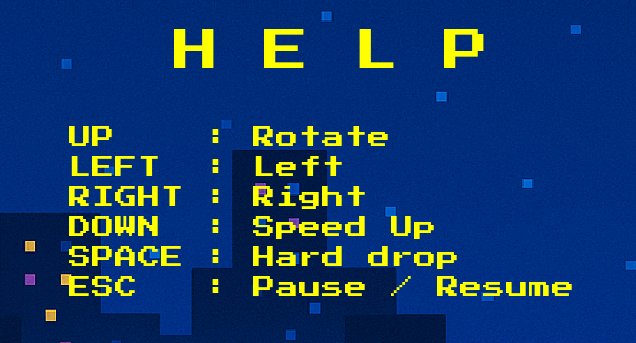 H E L P
UP : Rotate
LEFT : Left
RIGHT : Right
DOWN : Speed Up
SPACE : Hard drop
ESC : Pause / Resume